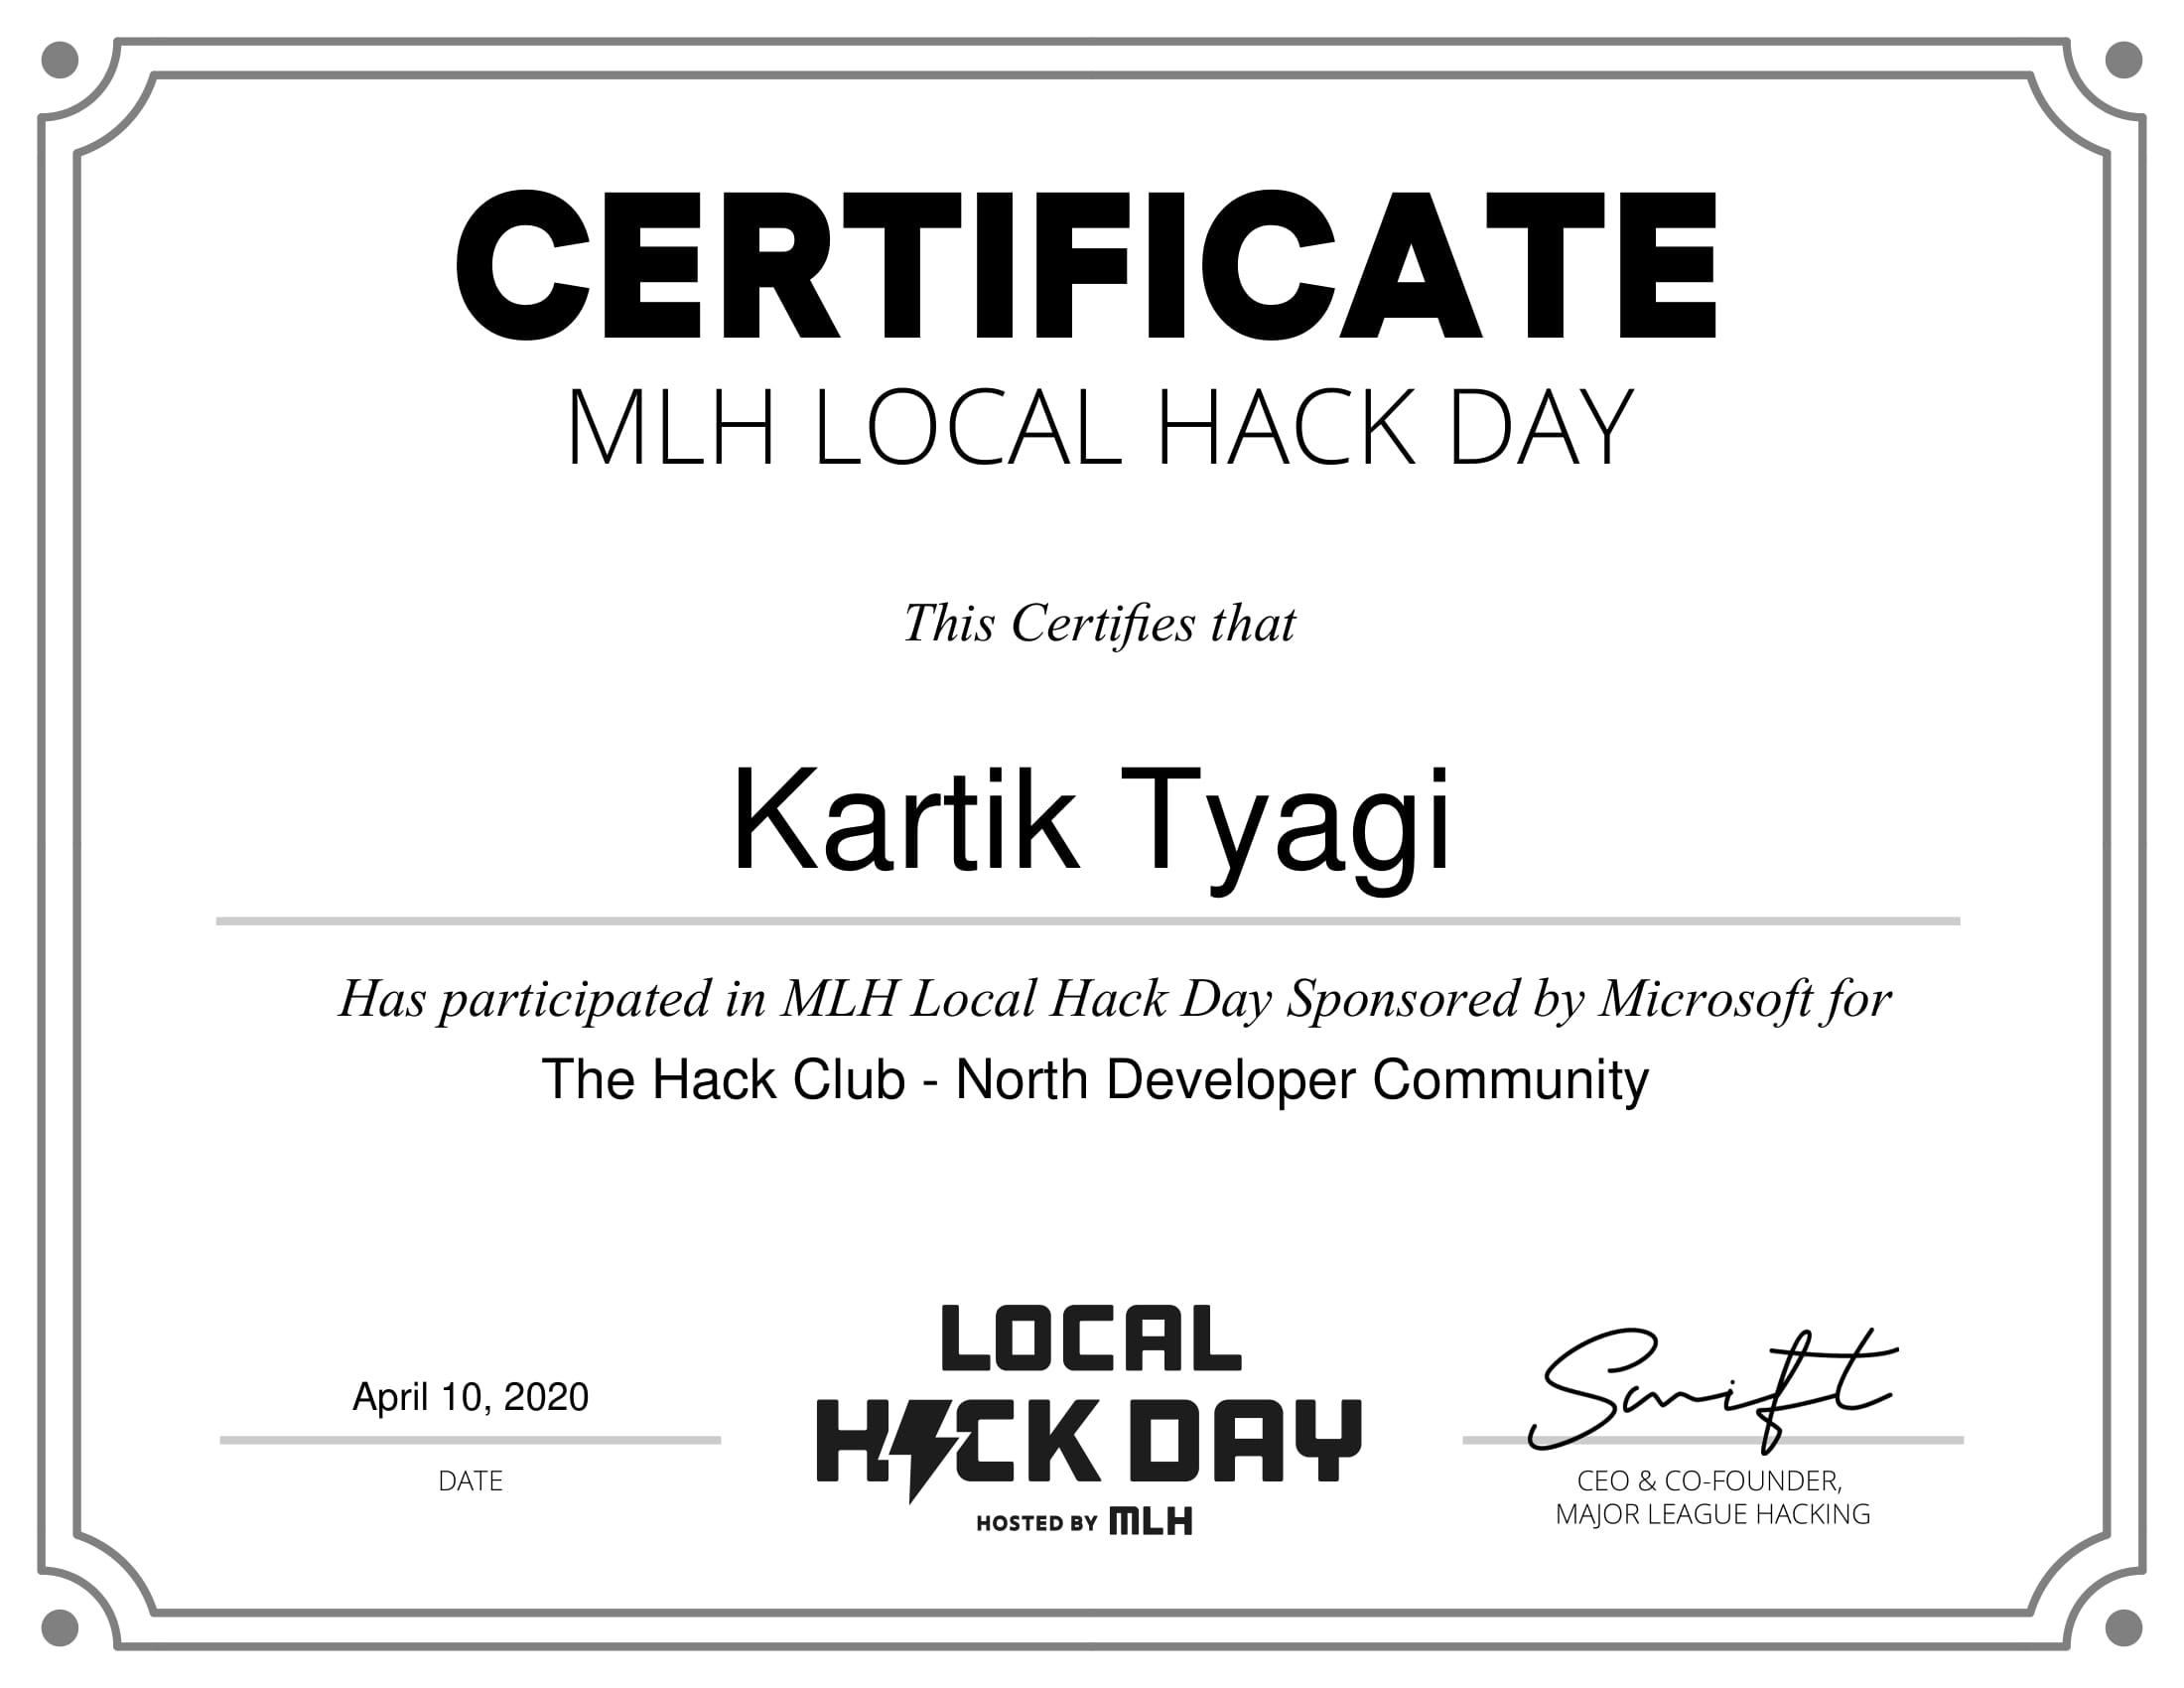 CERTIFICATE
MLH LOCAL HACK DAY
This Certifies that
Kartik Tyagi
Has participated in MLH Local Hack Day Sponsored by Microsoft for
The Hack Club - North Developer Community
April 10, 2020
DATE
LOCAL
HACK DAY
HOSTED BY MLH
Swift
CEO & CO-FOUNDER,
MAJOR LEAGUE HACKING